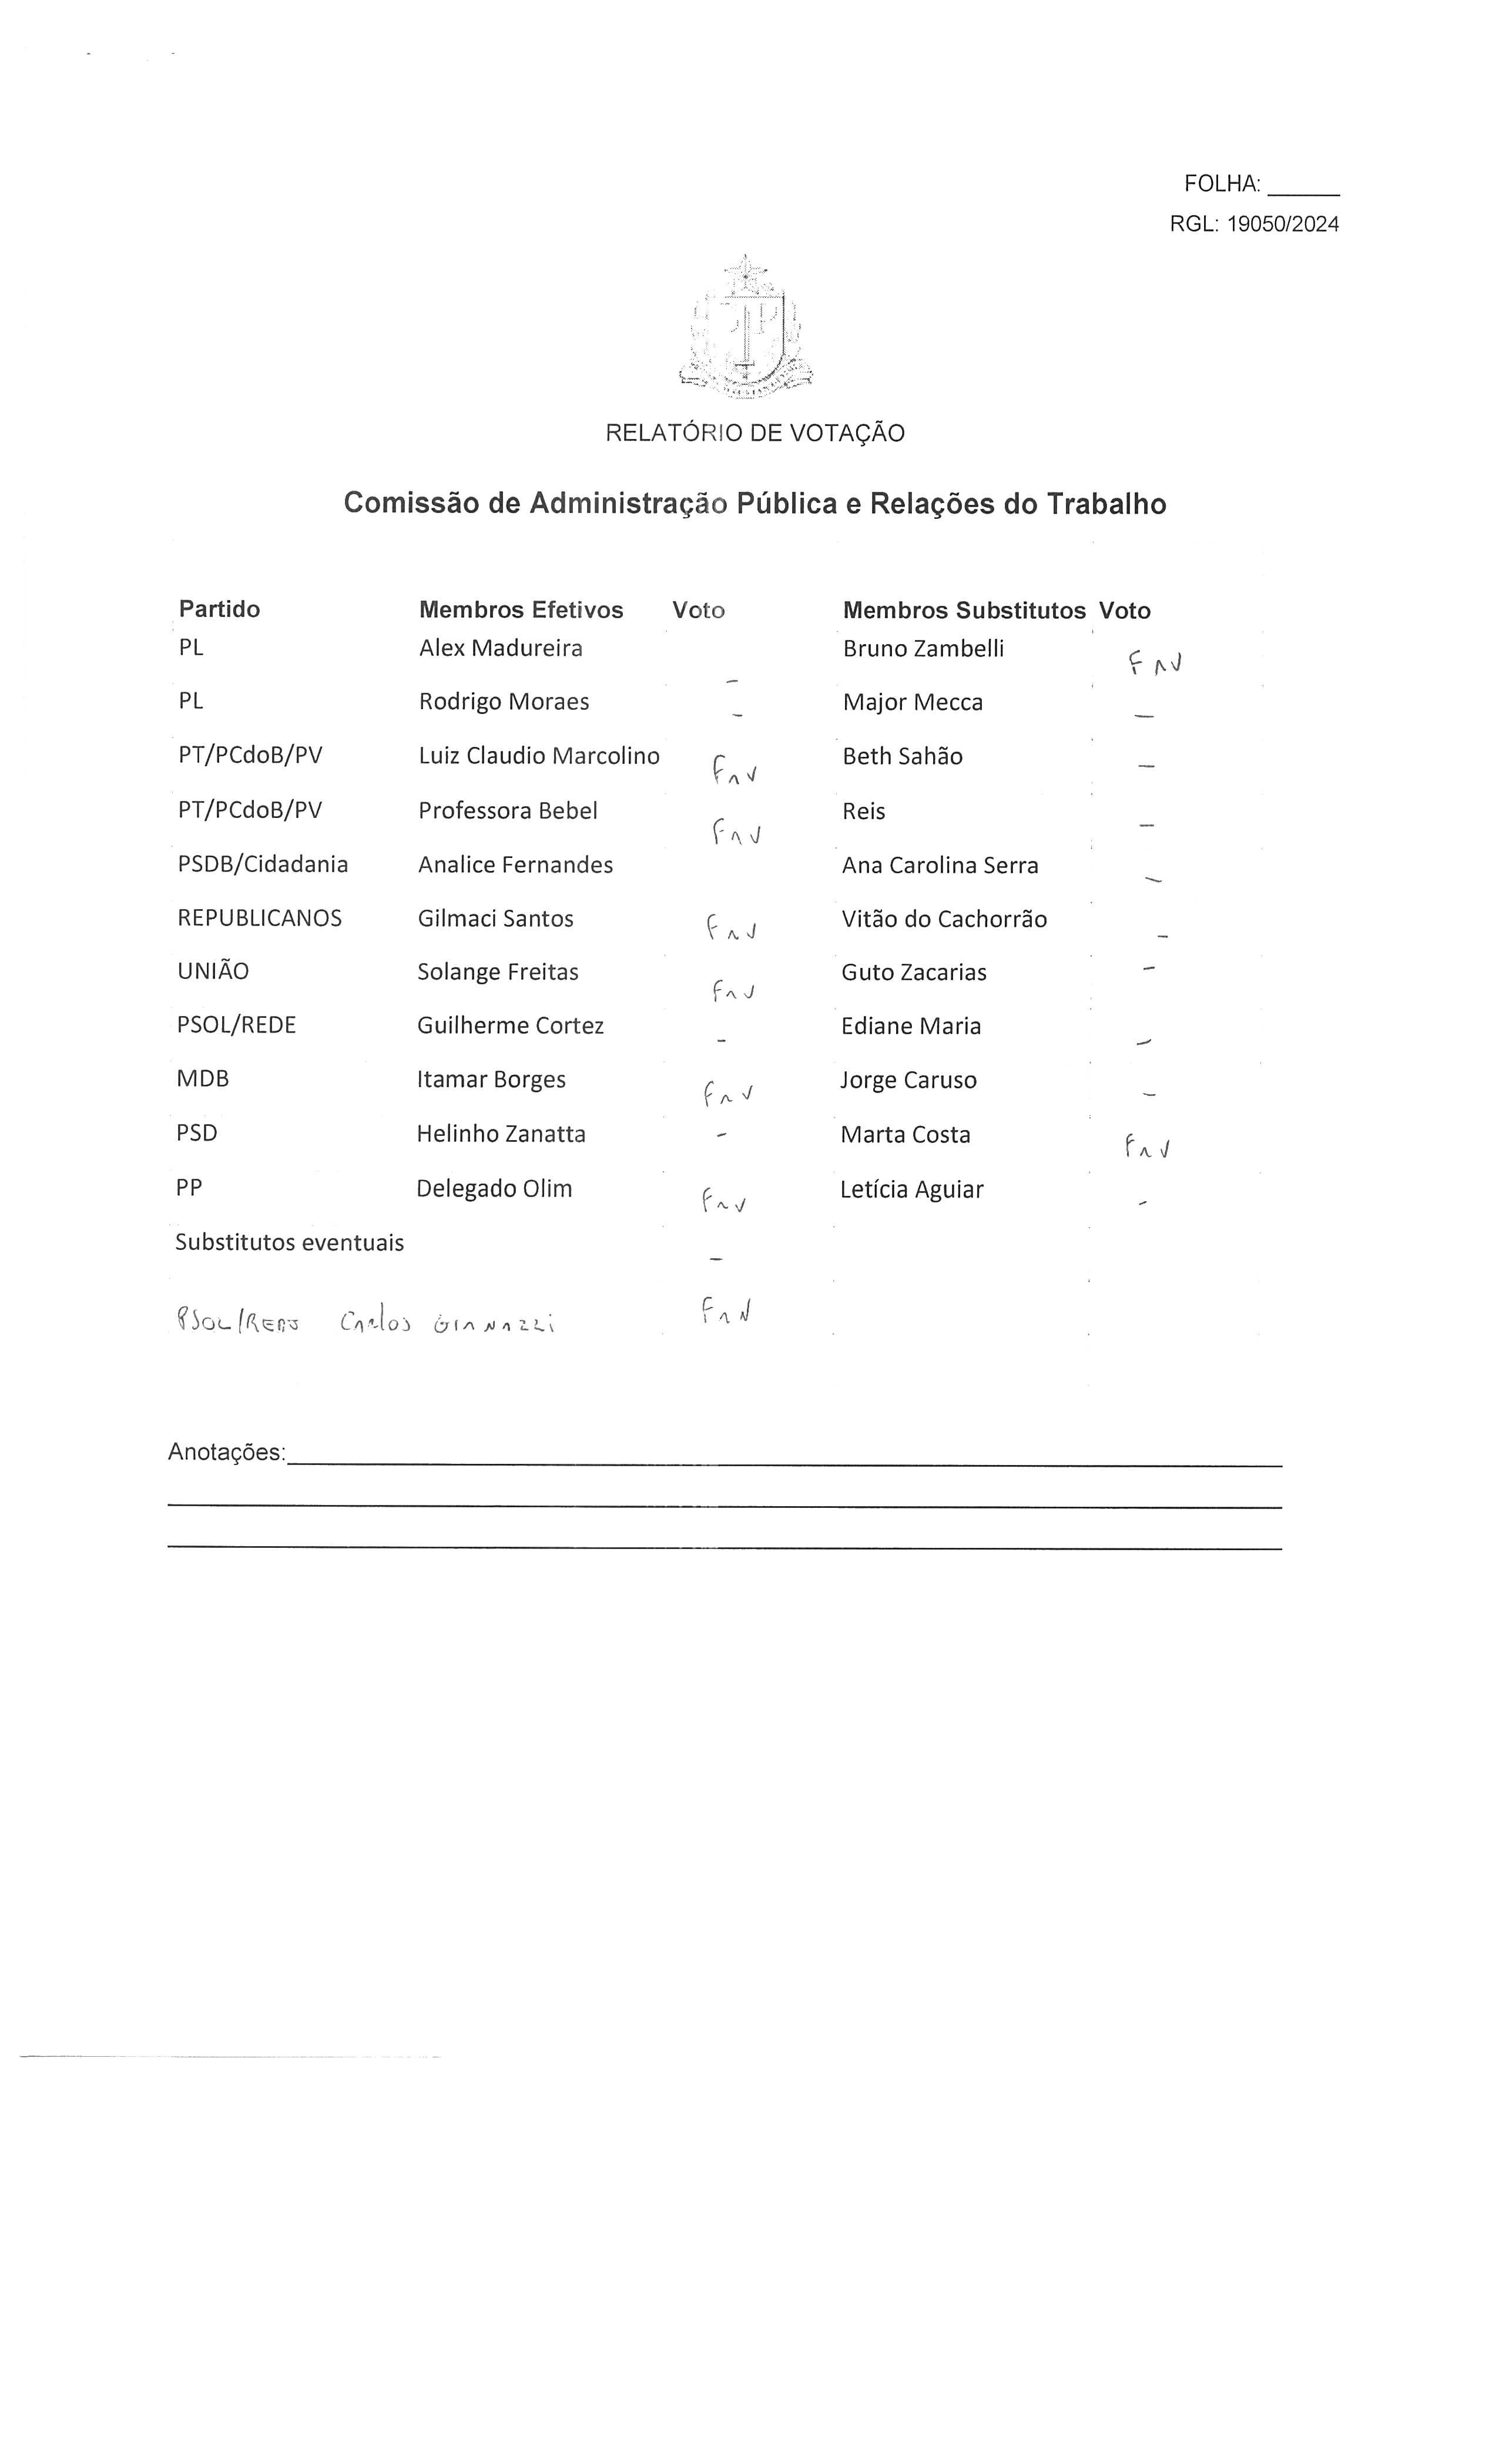 FOLHA: ______
RGL: 19050/2024
RELATÓRIO DE VOTAÇÃO
Comissão de Administração Pública e Relações do Trabalho
Partido Membros Efetivos Voto Membros Substitutos Voto
PL Alex Madureira - Bruno Zambelli FAV
PL Rodrigo Moraes - Major Mecca -
PT/PCdoB/PV Luiz Claudio Marcolino FAV Beth Sahão -
PT/PCdoB/PV Professora Bebel FAV Reis -
PSDB/Cidadania Analice Fernandes Ana Carolina Serra -
REPUBLICANOS Gilmaci Santos FAV Vitão do Cachorrão -
UNIÃO Solange Freitas FAV Guto Zacarias -
PSOL/REDE Guilherme Cortez - Ediane Maria -
MDB Itamar Borges FAV Jorge Caruso -
PSD Helinho Zanatta - Marta Costa FAV
PP Delegado Olim FAV Letícia Aguiar -
Substitutos eventuais -
PSOL/REDE Carlos GIANNAZI FAV
Anotações: